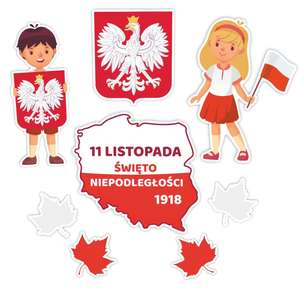 11 LISTOPADA
ŚWIĘTO
NIEPODLEGŁOŚCI
1918